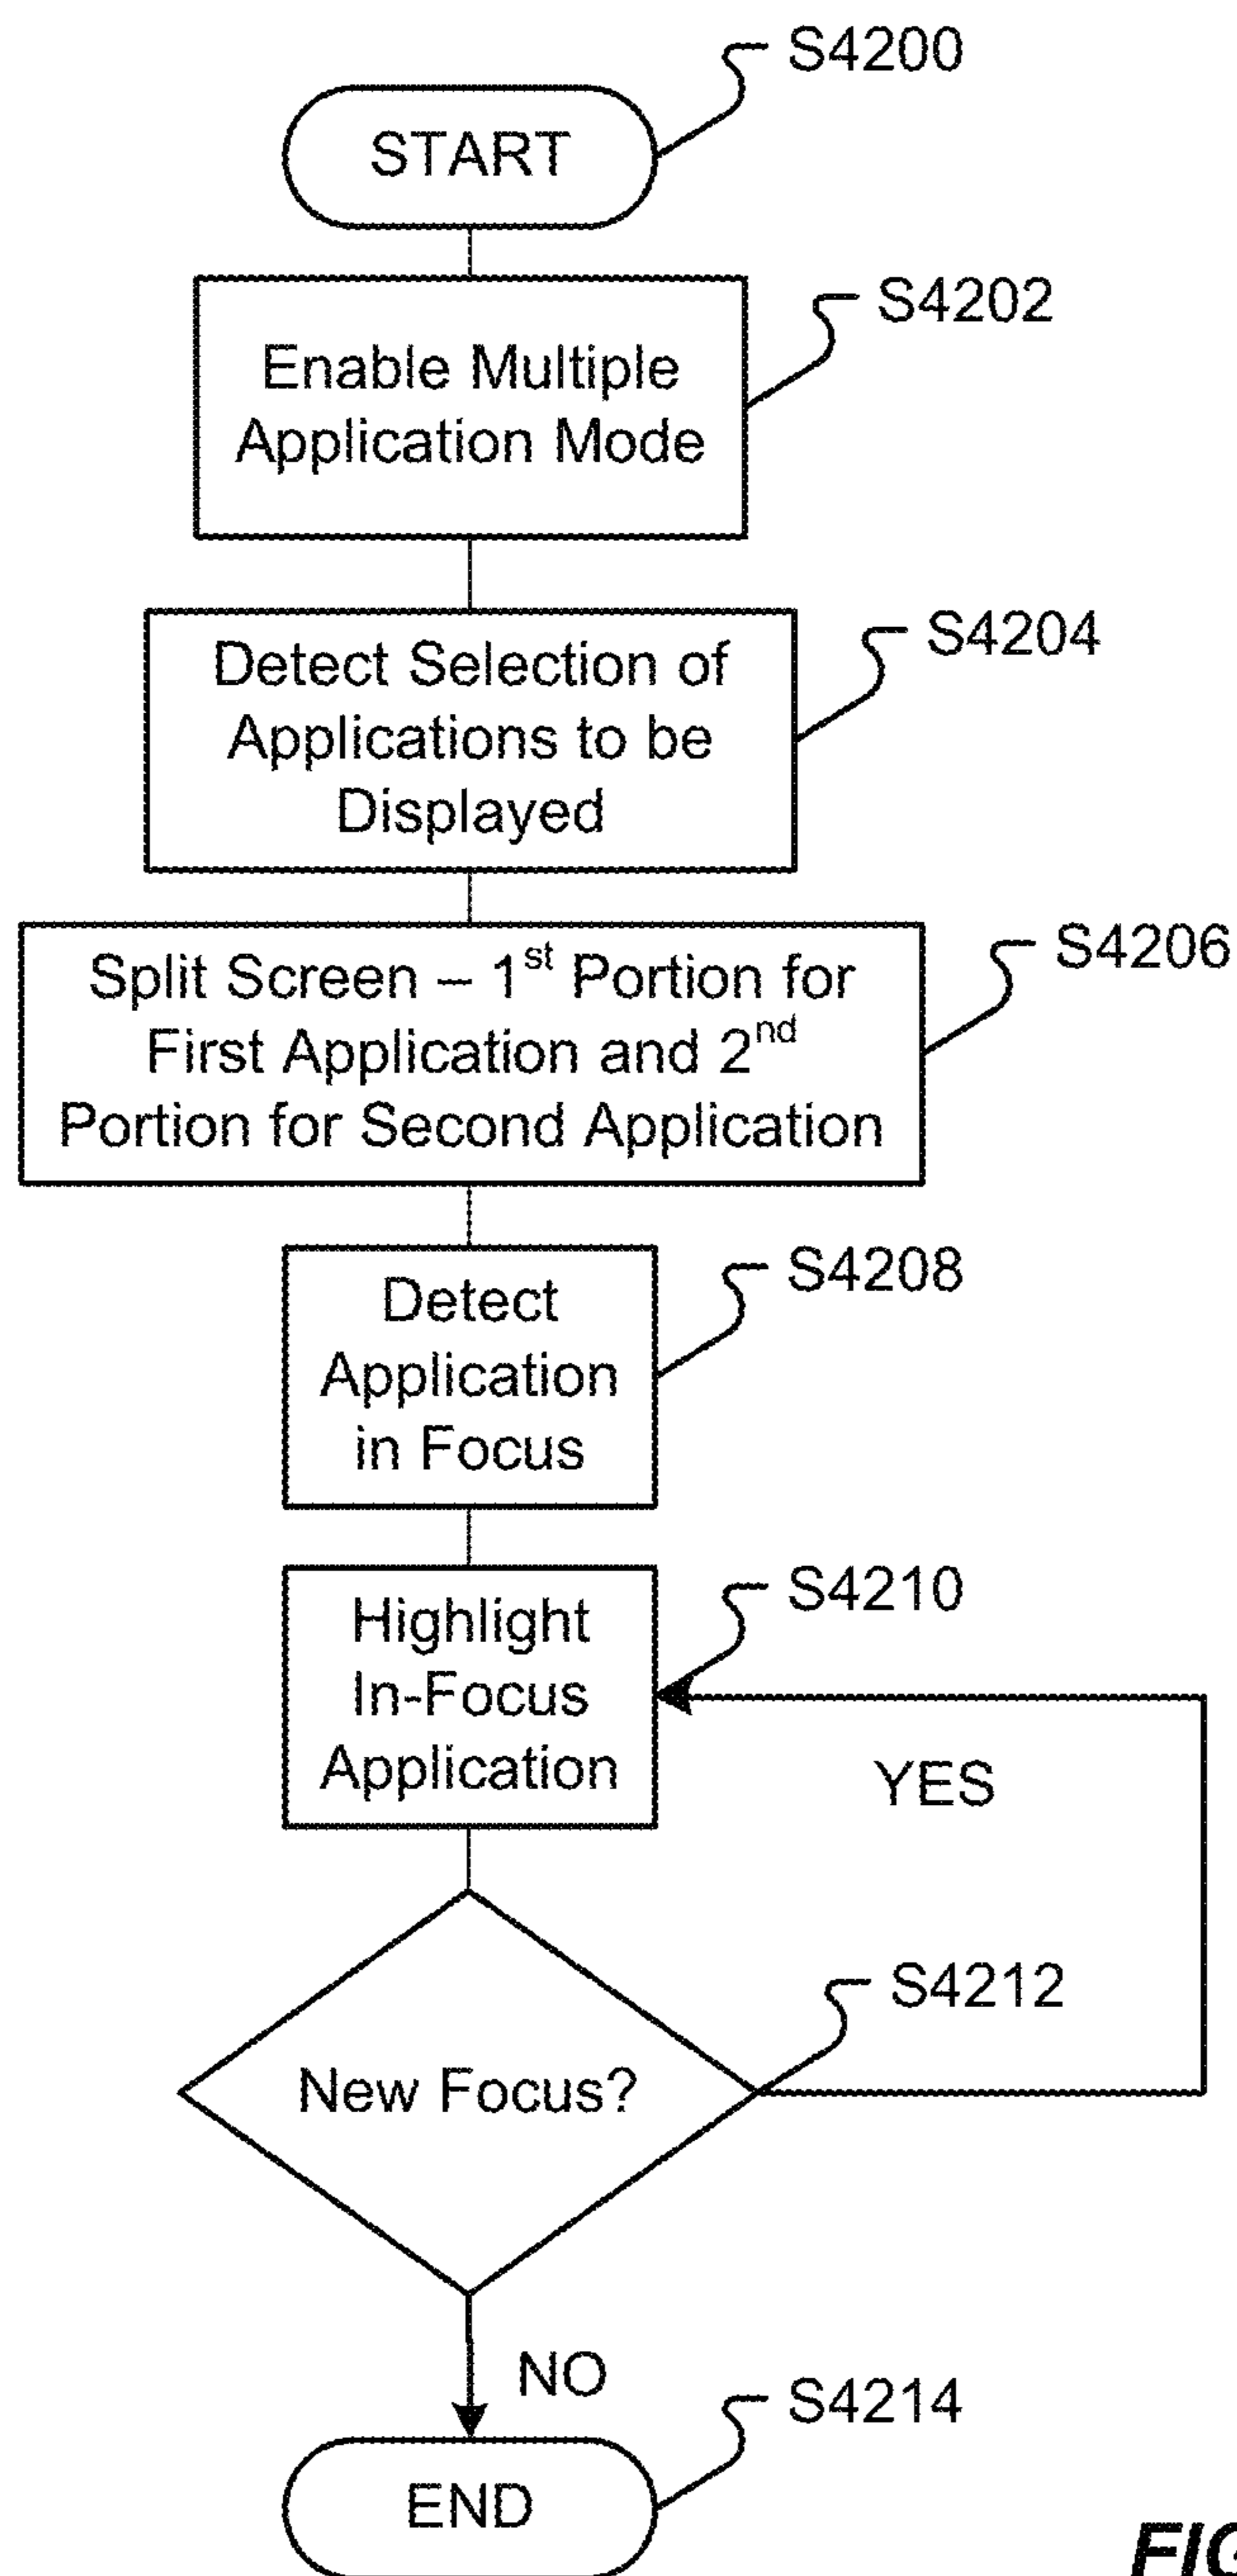 S4200
START
S4202
Enable Multiple
Application Mode
S4204
Detect Selection of
Applications to be
Displayed
S4206
Split Screen – 1st Portion for
First Application and 2nd
Portion for Second Application
S4208
Detect
Application
in Focus
S4210
Highlight
In-Focus
Application
YES
S4212
New Focus?
NO
S4214
END
FIG